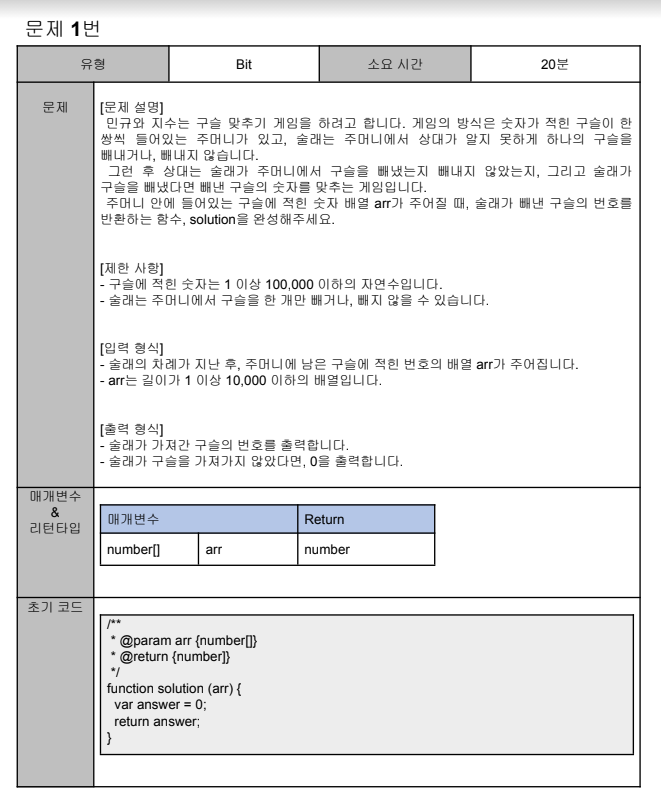 문제 1번
유형 Bit 소요 시간 20분
문제
[문제 설명]
민규와 지수는 구슬 맞추기 게임을 하려고 합니다. 게임의 방식은 숫자가 적힌 구슬이 한
쌍씩 들어있는 주머니가 있고, 술래는 주머니에서 상대가 알지 못하게 하나의 구슬을
빼내거나, 빼내지 않습니다.
그런 후 상대는 술래가 주머니에서 구슬을 빼냈는지 빼내지 않았는지, 그리고 술래가
구슬을 빼냈다면 빼낸 구슬의 숫자를 맞추는 게임입니다.
주머니 안에 들어있는 구슬에 적힌 숫자 배열 arr가 주어질 때, 술래가 빼낸 구슬의 번호를
반환하는 함수, solution을 완성해주세요.
[제한 사항]
- 구슬에 적힌 숫자는 1 이상 100,000 이하의 자연수입니다.
- 술래는 주머니에서 구슬을 한 개만 빼거나, 빼지 않을 수 있습니다.
[입력 형식]
- 술래의 차례가 지난 후, 주머니에 남은 구슬에 적힌 번호의 배열 arr가 주어집니다.
- arr는 길이가 1 이상 10,000 이하의 배열입니다.
[출력 형식]
- 술래가 가져간 구슬의 번호를 출력합니다.
- 술래가 구슬을 가져가지 않았다면, 0을 출력합니다.
매개변수
&
리턴타입
매개변수 Return
number[] arr number
초기 코드
/**
* @param arr {number[]}
* @return {number]}
*/
function solution (arr) {
var answer = 0;
return answer;
}